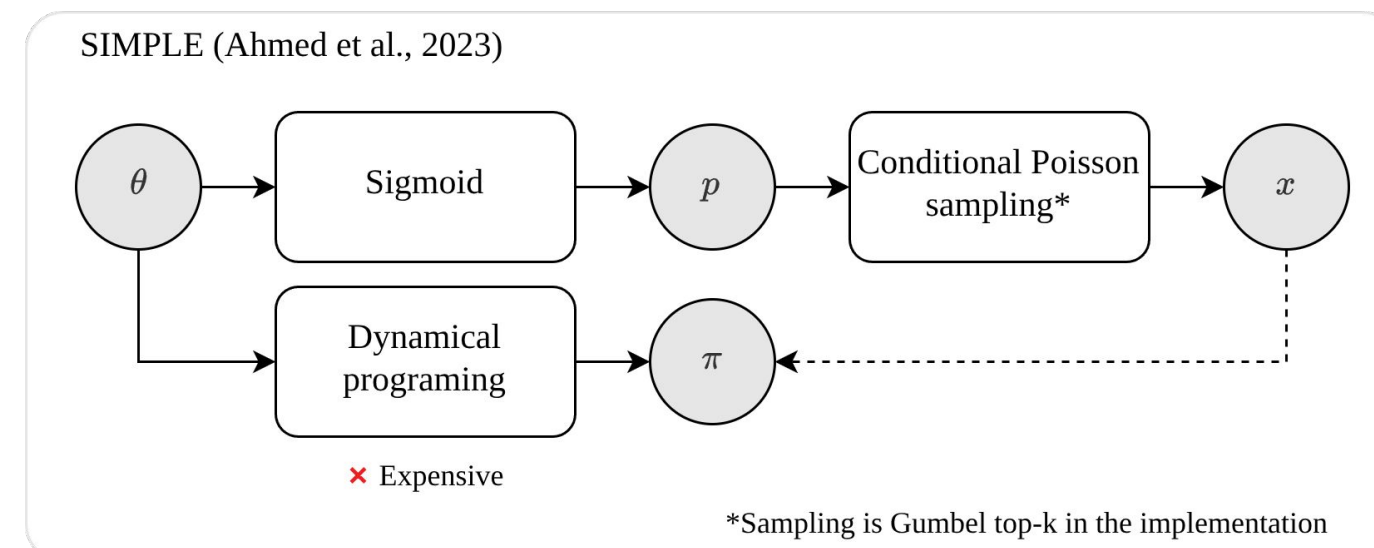 SIMPLE (Ahmed et al., 2023)
θ
Sigmoid
p
Conditional Poisson
sampling*
x
Dynamical
programing
π
× Expensive
*Sampling is Gumbel top-k in the implementation